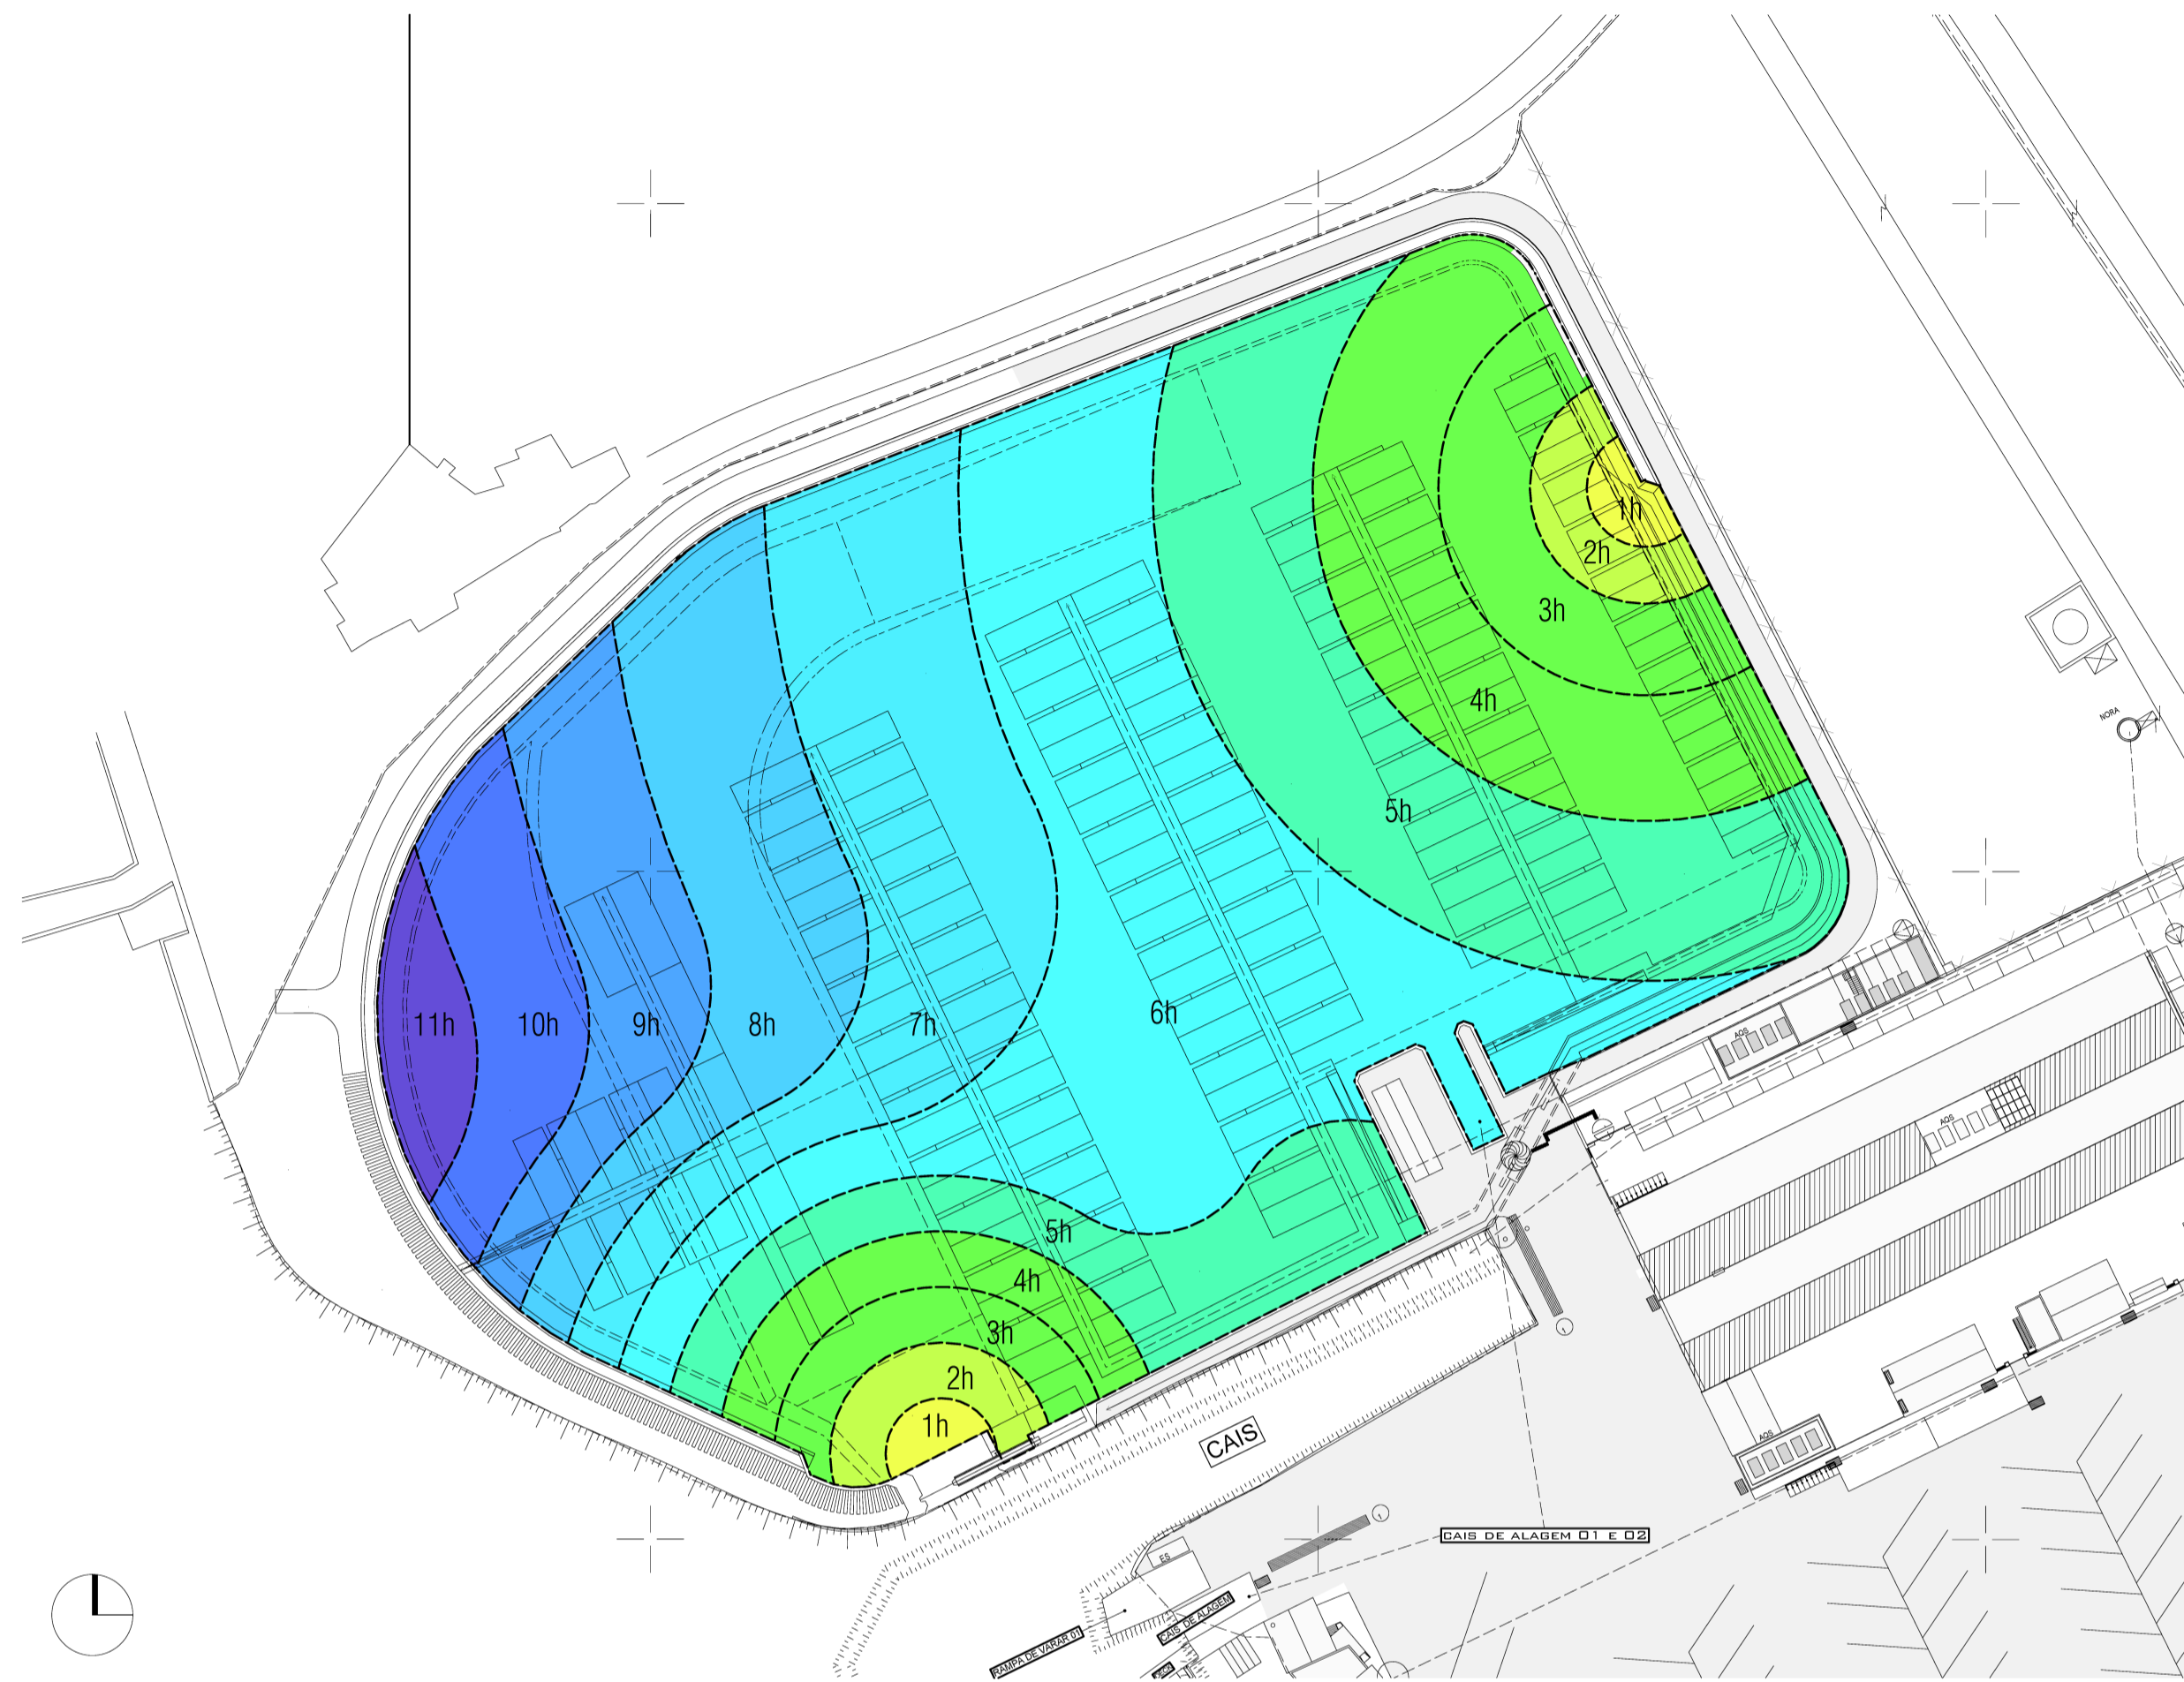 1h
2h
3h
4h
5h
NORA
11h
10h
9h
8h
7h
6h
AQS
AQS
5h
4h
3h
2h
1h
CAIS
AQS
CAIS DE ALAGEM 01 E 02
ES
CAIS DE ALAGEM
RAMPA DE VARAR 01